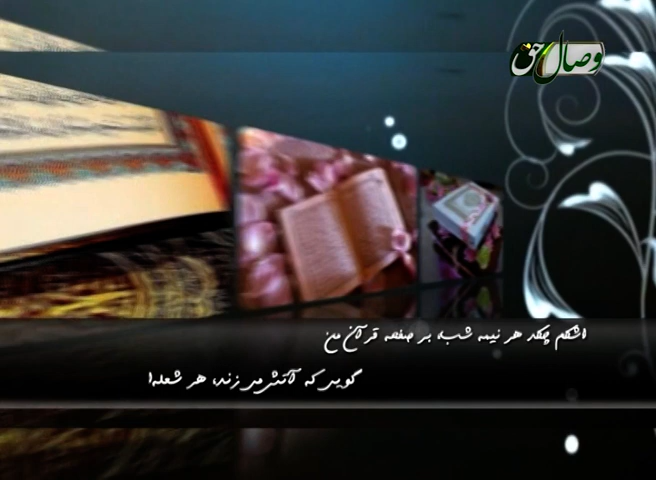 وصال حق
اشکم چکد هر نیمه شب، بر صفحه قرآن من
گویی که آتش می زند، هر شعله ا